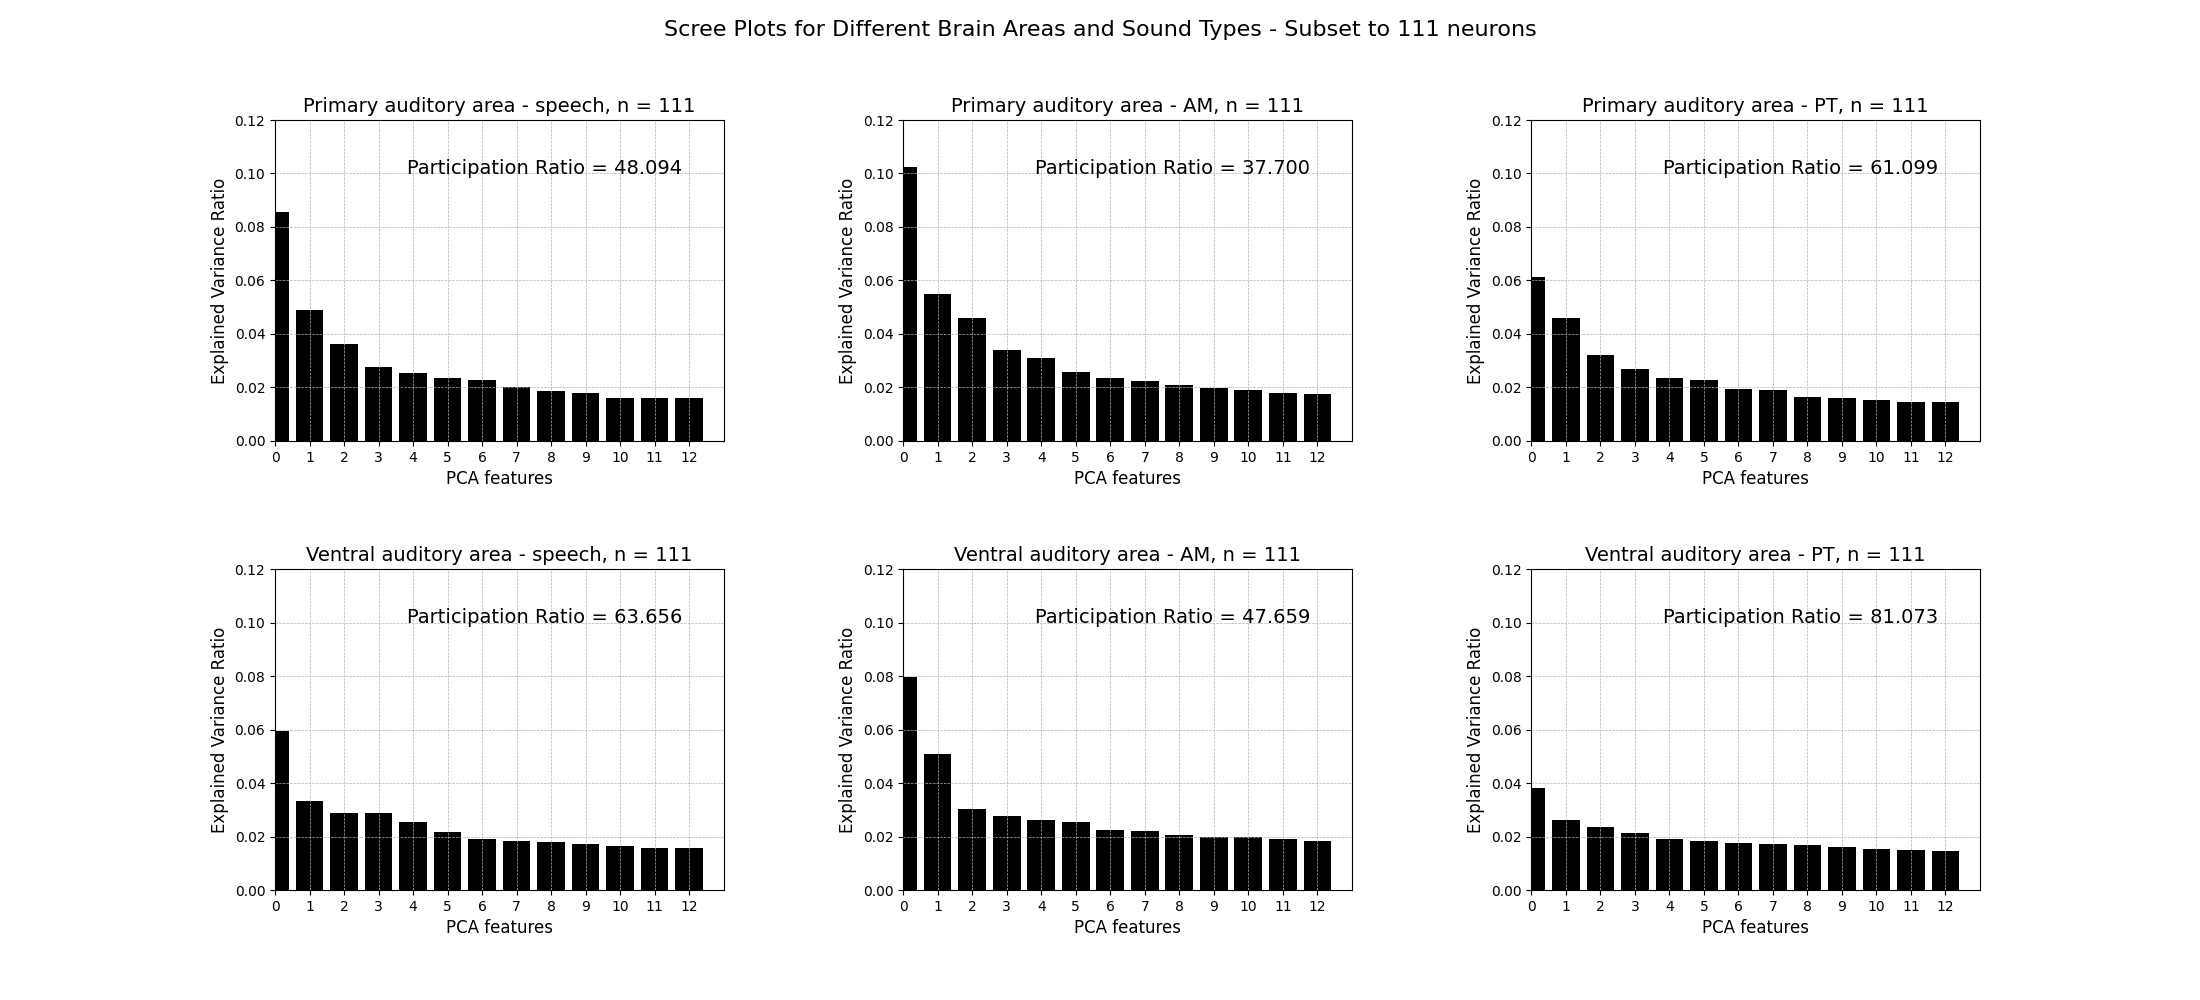 Scree Plots for Different Brain Areas and Sound Types - Subset to 111 neurons
Primary auditory area - speech, n = 111
Participation Ratio = 48.094
Explained Variance Ratio
0.12
0.10
0.08
0.06
0.04
0.02
0.00
0 1 2 3 4 5 6 7 8 9 10 11 12
PCA features
Primary auditory area - AM, n = 111
Participation Ratio = 37.700
Explained Variance Ratio
0.12
0.10
0.08
0.06
0.04
0.02
0.00
0 1 2 3 4 5 6 7 8 9 10 11 12
PCA features
Primary auditory area - PT, n = 111
Participation Ratio = 61.099
Explained Variance Ratio
0.12
0.10
0.08
0.06
0.04
0.02
0.00
0 1 2 3 4 5 6 7 8 9 10 11 12
PCA features
Ventral auditory area - speech, n = 111
Participation Ratio = 63.656
Explained Variance Ratio
0.12
0.10
0.08
0.06
0.04
0.02
0.00
0 1 2 3 4 5 6 7 8 9 10 11 12
PCA features
Ventral auditory area - AM, n = 111
Participation Ratio = 47.659
Explained Variance Ratio
0.12
0.10
0.08
0.06
0.04
0.02
0.00
0 1 2 3 4 5 6 7 8 9 10 11 12
PCA features
Ventral auditory area - PT, n = 111
Participation Ratio = 81.073
Explained Variance Ratio
0.12
0.10
0.08
0.06
0.04
0.02
0.00
0 1 2 3 4 5 6 7 8 9 10 11 12
PCA features